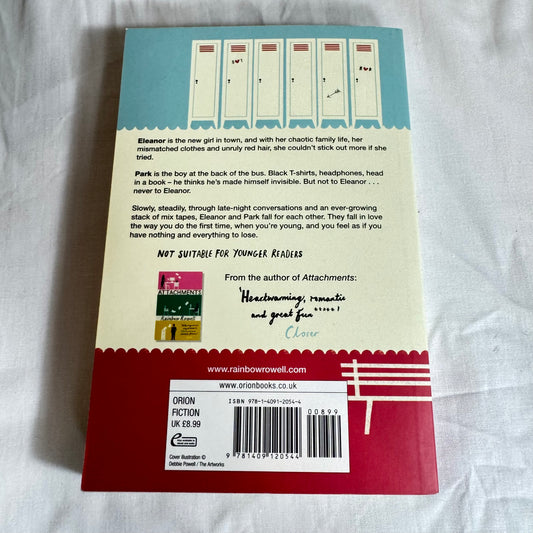 Eleanor is the new girl in town, and with her chaotic family life, her
mismatched clothes and unruly red hair, she couldn't stick out more if she
tried.
Park is the boy at the back of the bus. Black T-shirts, headphones, head
in a book – he thinks he's made himself invisible. But not to Eleanor . . .
never to Eleanor.
Slowly, steadily, through late-night conversations and an ever-growing
stack of mix tapes, Eleanor and Park fall for each other. They fall in love
the way you do the first time, when you're young, and you feel as if you
have nothing and everything to lose.
NOT SUITABLE FOR YOUNGER READERS
ATTACHMENTS
Rainbow Rowell
From the author of Attachments:
'Heartwarming, romantic
and great fun*****'
Closer
www.rainbowrowell.com
www.orionbooks.co.uk
ORION
FICTION
UK £8.99
ISBN 978-1-4091-2054-4
00899
9 781409 120544
Cover illustration ©
Debbie Powell / The Artworks